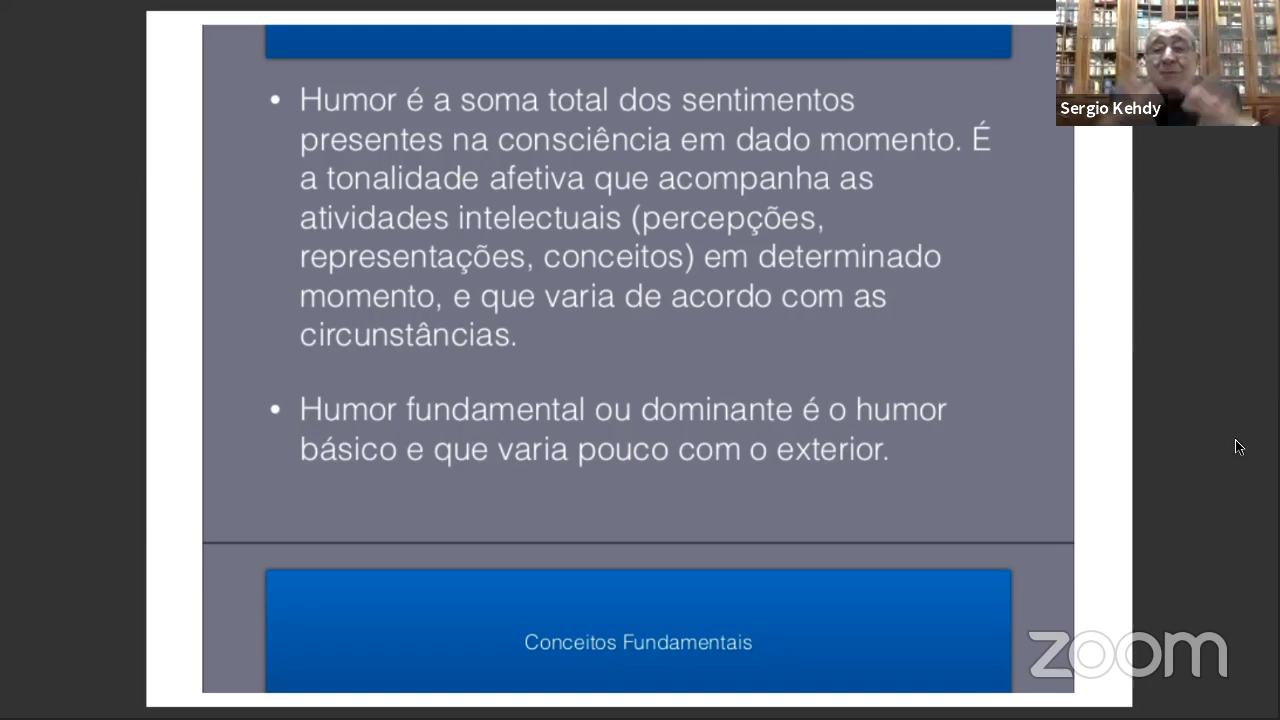 • Humor é a soma total dos sentimentos
presentes na consciência em dado momento. É
a tonalidade afetiva que acompanha as
atividades intelectuais (percepções,
representações, conceitos) em determinado
momento, e que varia de acordo com as
circunstâncias.
• Humor fundamental ou dominante é o humor
básico e que varia pouco com o exterior.
Conceitos Fundamentais
Sergio Kehdy
zoom